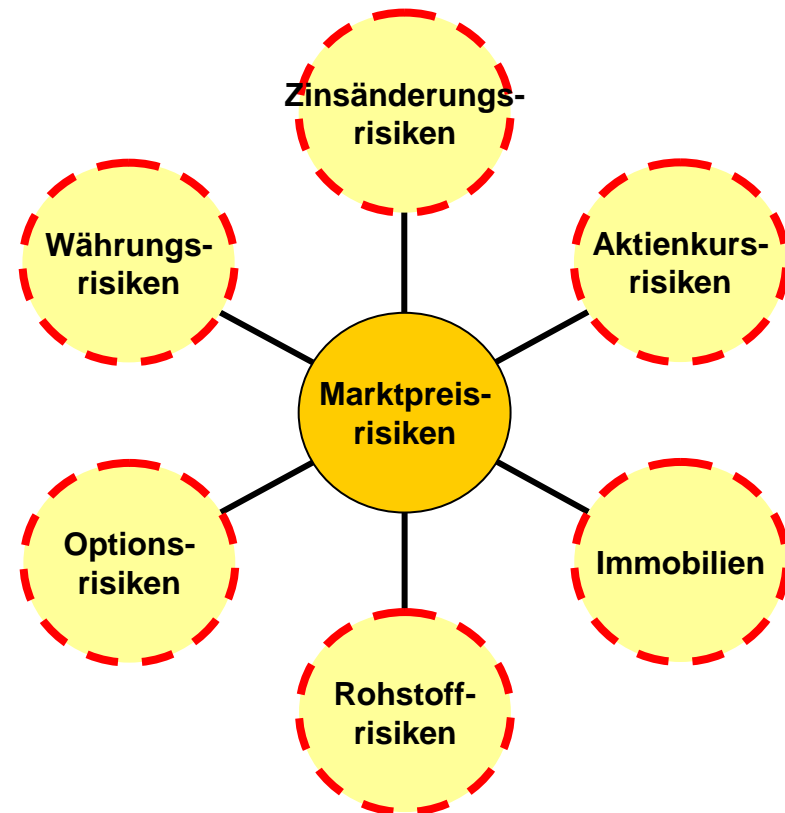 Zinsänderungs-
risiken
Währungs-
risiken
Aktienkurs-
risiken
Marktpreis-
risiken
Options-
risiken
Immobilien
Rohstoff-
risiken